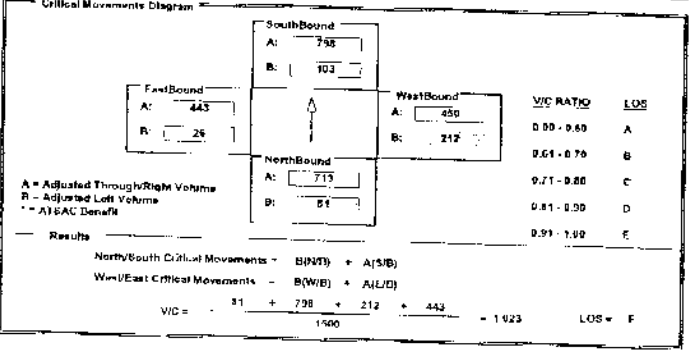 Critical Movements Diagram
SouthBound
A: 798
B: 103
EastBound
A: 443
B: 26
WestBound
A: 450
B: 212
NorthBound
A: 713
B: 81
V/C RATIO LOS
0.00 - 0.60 A
0.61 - 0.70 B
0.71 - 0.80 C
0.81 - 0.90 D
0.91 - 1.00 E
A = Adjusted Through/Right Volume
B = Adjusted Left Volume
* = ATSAC Benefit
Results
North/South Critical Movements = B(N/B) + A(S/B)
West/East Critical Movements = B(W/B) + A(E/B)
V/C = 81 + 798 + 212 + 443
1500
= 1.023 LOS = F